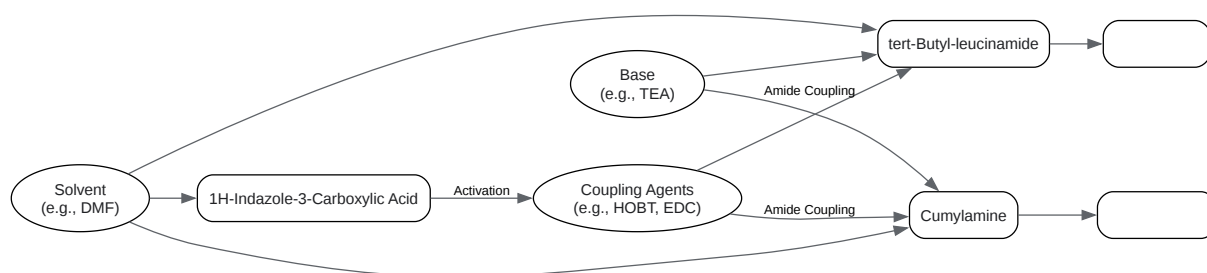 tert-Butyl-leucinamide
Base
(e.g., TEA)
Amide Coupling
Solvent
(e.g., DMF)
1H-Indazole-3-Carboxylic Acid
Activation
Coupling Agents
(e.g., HOBT, EDC)
Amide Coupling
Cumylamine